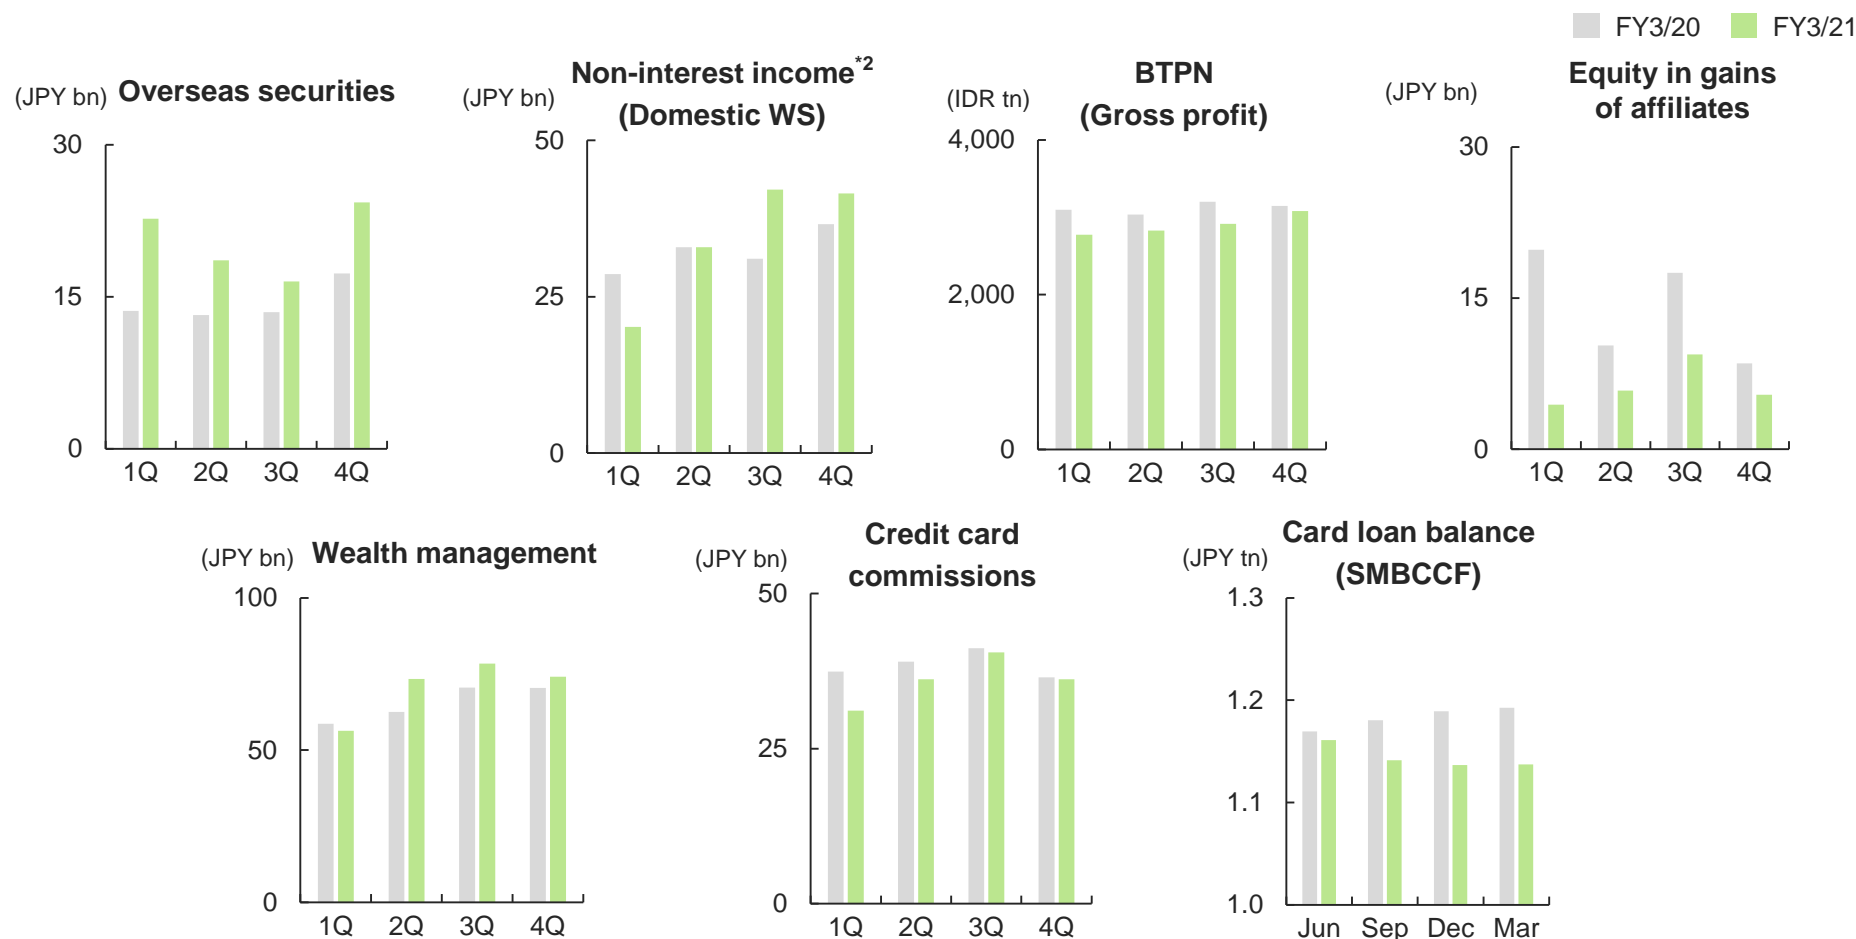 FY3/20 FY3/21
(JPY bn) Overseas securities
30
15
0
1Q 2Q 3Q 4Q
(JPY bn) Non-interest income*2
(Domestic WS)
50
25
0
1Q 2Q 3Q 4Q
(IDR tn) BTPN
(Gross profit)
4,000
2,000
0
1Q 2Q 3Q 4Q
(JPY bn) Equity in gains
of affiliates
30
15
0
1Q 2Q 3Q 4Q
(JPY bn) Wealth management
100
50
0
1Q 2Q 3Q 4Q
(JPY bn) Credit card
commissions
50
25
0
1Q 2Q 3Q 4Q
(JPY tn) Card loan balance
(SMBCCF)
1.3
1.2
1.1
1.0
Jun Sep Dec Mar